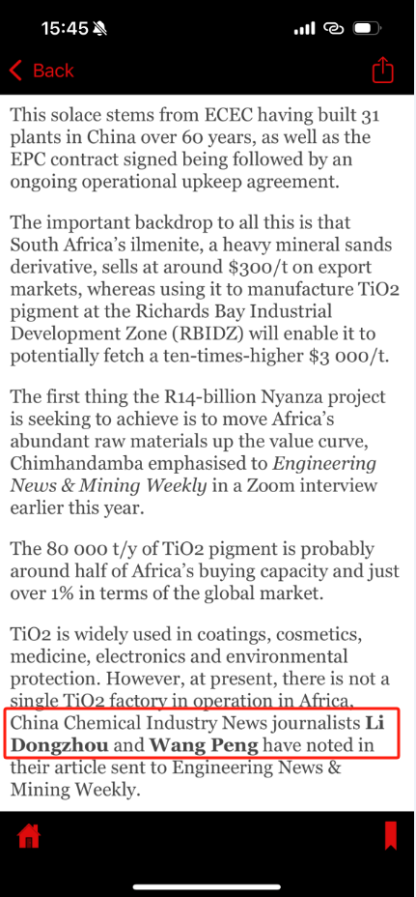 15:45
Back
This solace stems from ECEC having built 31
plants in China over 60 years, as well as the
EPC contract signed being followed by an
ongoing operational upkeep agreement.
The important backdrop to all this is that
South Africa's ilmenite, a heavy mineral sands
derivative, sells at around $300/t on export
markets, whereas using it to manufacture TiO2
pigment at the Richards Bay Industrial
Development Zone (RBIDZ) will enable it to
potentially fetch a ten-times-higher $3 000/t.
The first thing the R14-billion Nyanza project
is seeking to achieve is to move Africa's
abundant raw materials up the value curve,
Chimhandamba emphasised to Engineering
News & Mining Weekly in a Zoom interview
earlier this year.
The 80 000 t/y of TiO2 pigment is probably
around half of Africa's buying capacity and just
over 1% in terms of the global market.
TiO2 is widely used in coatings, cosmetics,
medicine, electronics and environmental
protection. However, at present, there is not a
single TiO2 factory in operation in Africa,
China Chemical Industry News journalists Li
Dongzhou and Wang Peng have noted in
their article sent to Engineering News &
Mining Weekly.